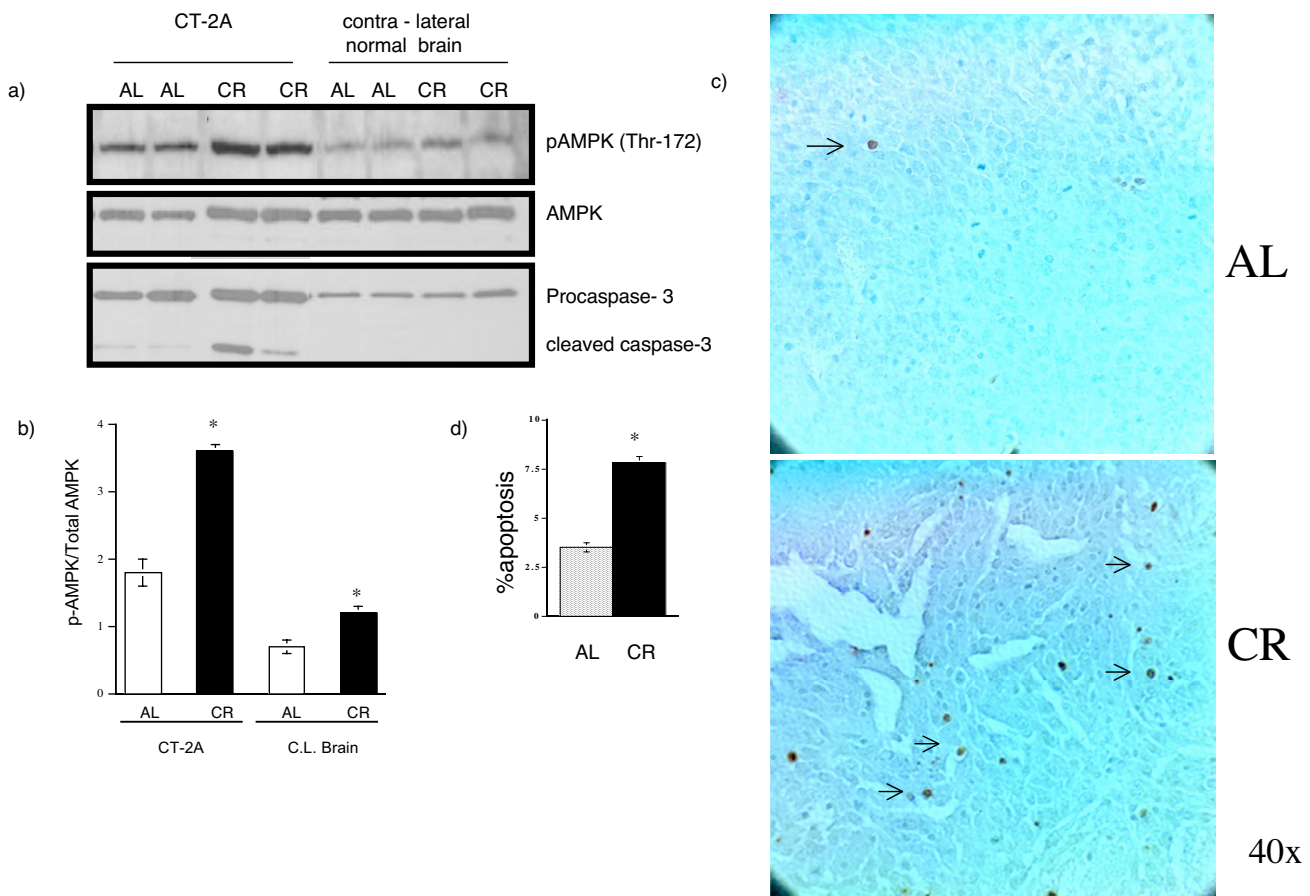 CT-2A
contra - lateral
normal brain
a)
AL AL CR CR AL AL CR CR
pAMPK (Thr-172)
AMPK
Procaspase- 3
cleaved caspase-3
b)
p-AMPK/Total AMPK
4
3
2
1
0
*
*
AL CR AL CR
CT-2A C.L. Brain
d)
%apoptosis
10
7.5
5
2.5
0
*
AL CR
c)
AL
CR
40x